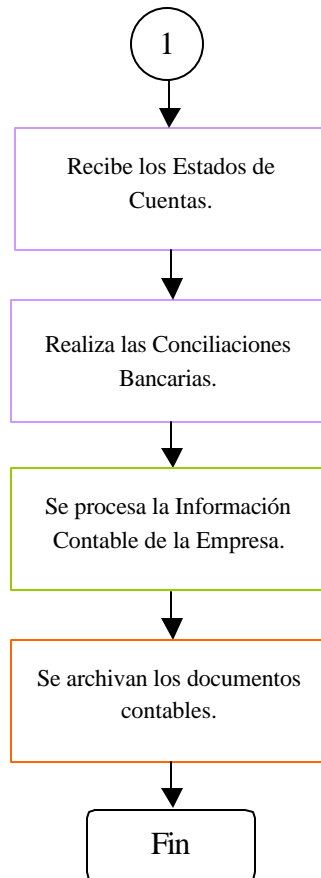 1
Recibe los Estados de
Cuentas.
Realiza las Conciliaciones
Bancarias.
Se procesa la Información
Contable de la Empresa.
Se archivan los documentos
contables.
Fin